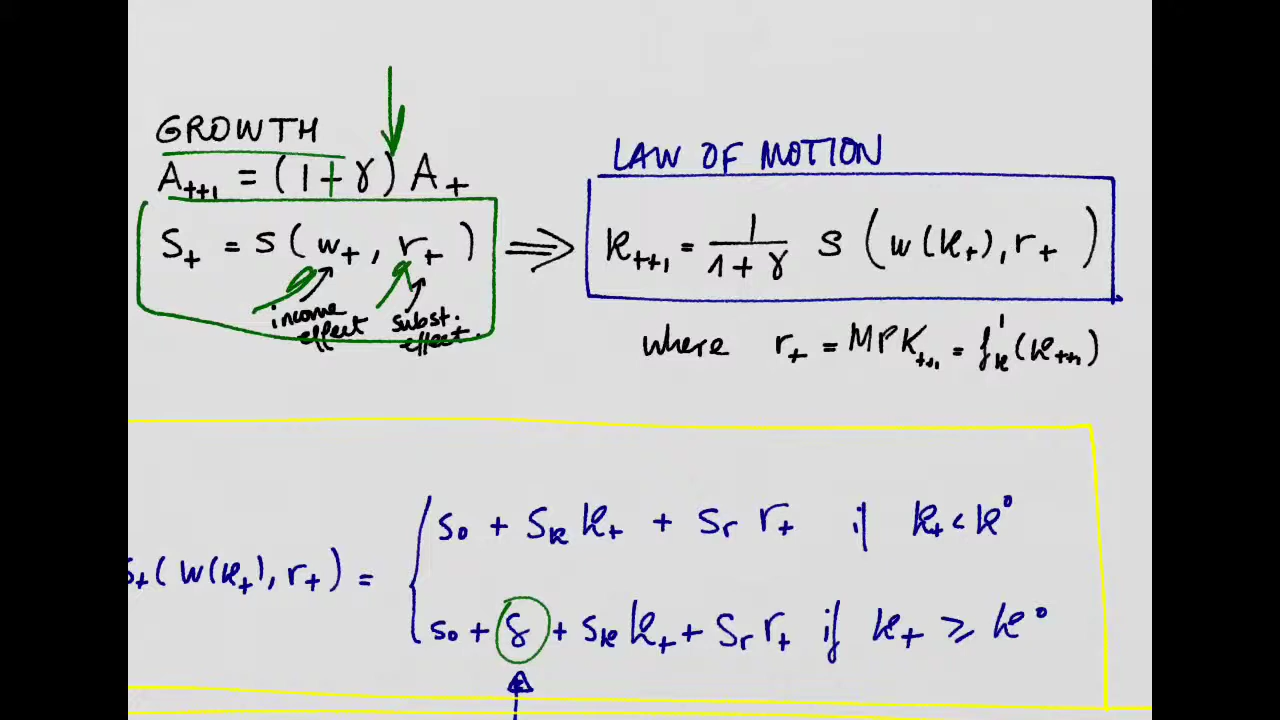 GROWTH
A_{t+1} = (1+γ) A_t
S_t = s(w_t, r_t)
income effect
subst. effect.
⟹
LAW OF MOTION
k_{t+1} = \frac{1}{1+γ} s(w(k_t), r_t)
where r_t = MPK_{t+1} = f'_k(k_{t+1})
s_t(w(k_t), r_t) =
s_0 + s_k k_t + s_r r_t if k_t < k°
s_0 + δ + s_k k_t + s_r r_t if k_t ≥ k°